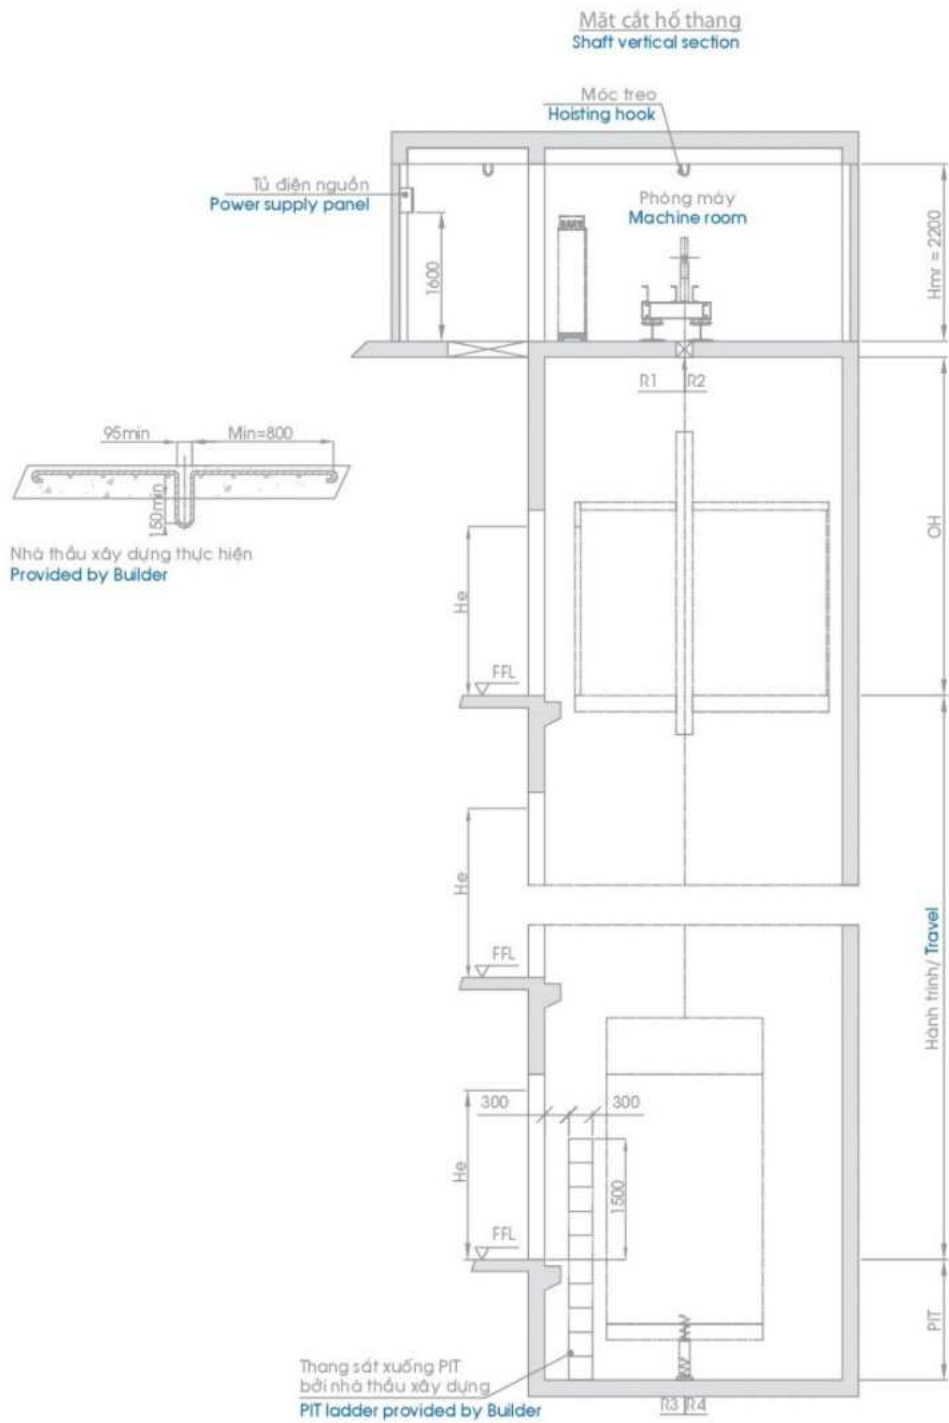 Mặt cắt hố thang
Shaft vertical section
Móc treo
Hoisting hook
Tủ điện nguồn
Power supply panel
Phòng máy
Machine room
1600
Hmr = 2200
R1 R2
95min
Min=800
150min
Nhà thầu xây dựng thực hiện
Provided by Builder
OH
He
FFL
He
FFL
Hành trình/ Travel
300
300
He
1500
FFL
PIT
Thang sắt xuống PIT
bởi nhà thầu xây dựng
PIT ladder provided by Builder
R3 R4